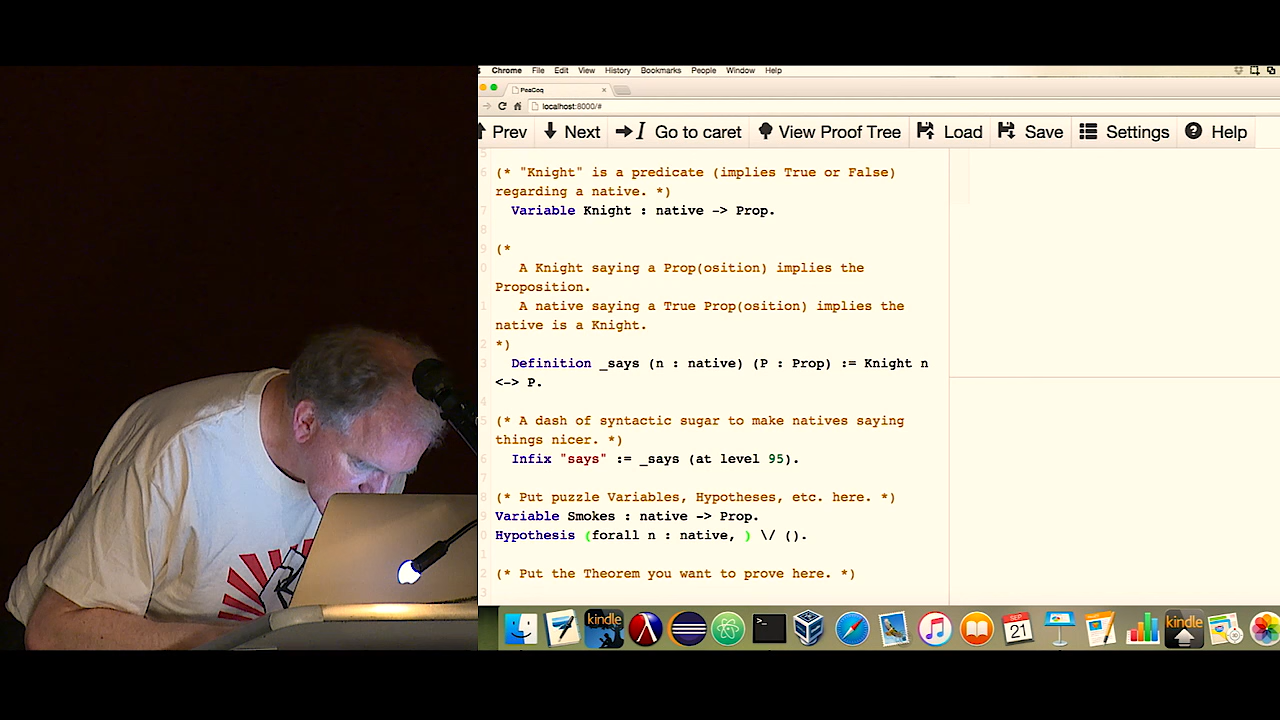 Chrome File Edit View History Bookmarks People Window Help
PeaCoq
localhost:8000/#
Prev Next Go to caret View Proof Tree Load Save Settings Help
(* "Knight" is a predicate (implies True or False)
regarding a native. *)
Variable Knight : native -> Prop.
(*
A Knight saying a Prop(osition) implies the
Proposition.
A native saying a True Prop(osition) implies the
native is a Knight.
*)
Definition _says (n : native) (P : Prop) := Knight n
<-> P.
(* A dash of syntactic sugar to make natives saying
things nicer. *)
Infix "says" := _says (at level 95).
(* Put puzzle Variables, Hypotheses, etc. here. *)
Variable Smokes : native -> Prop.
Hypothesis (forall n : native, ) \/ ().
(* Put the Theorem you want to prove here. *)
kindle
SEP
21
kindle